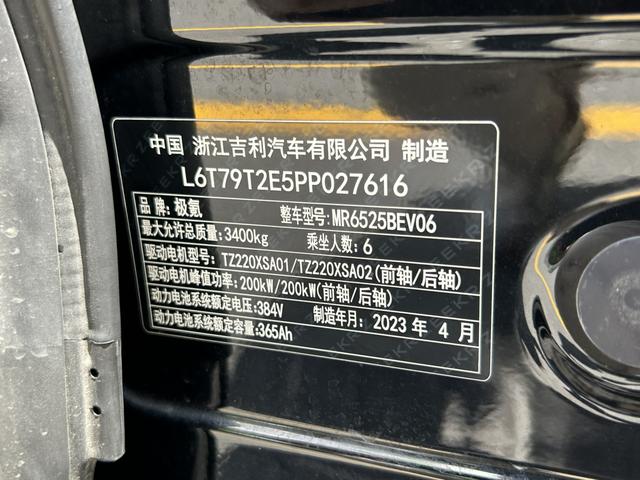 中国 浙江吉利汽车有限公司 制造
L6T79T2E5PP027616
品牌:极氪 整车型号:MR6525BEV06
最大允许总质量:3400kg 乘坐人数:6
驱动电机型号:TZ220XSA01/TZ220XSA02(前轴/后轴)
驱动电机峰值功率:200kW/200kW(前轴/后轴)
动力电池系统额定电压:384V 制造年月:2023年 4月
动力电池系统额定容量:365Ah